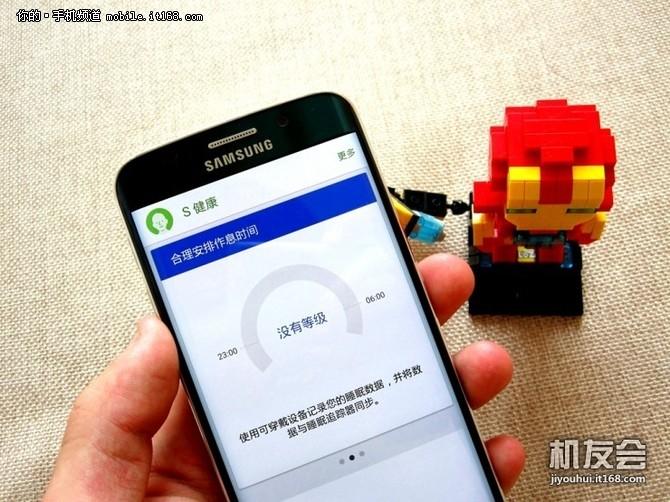 你的·手机频道 mobile.it168.com
SAMSUNG
S 健康
更多
合理安排作息时间
没有等级
23:00
06:00
使用可穿戴设备记录您的睡眠数据，并将数
据与睡眠追踪器同步。
机友会
jiyouhui.it168.com